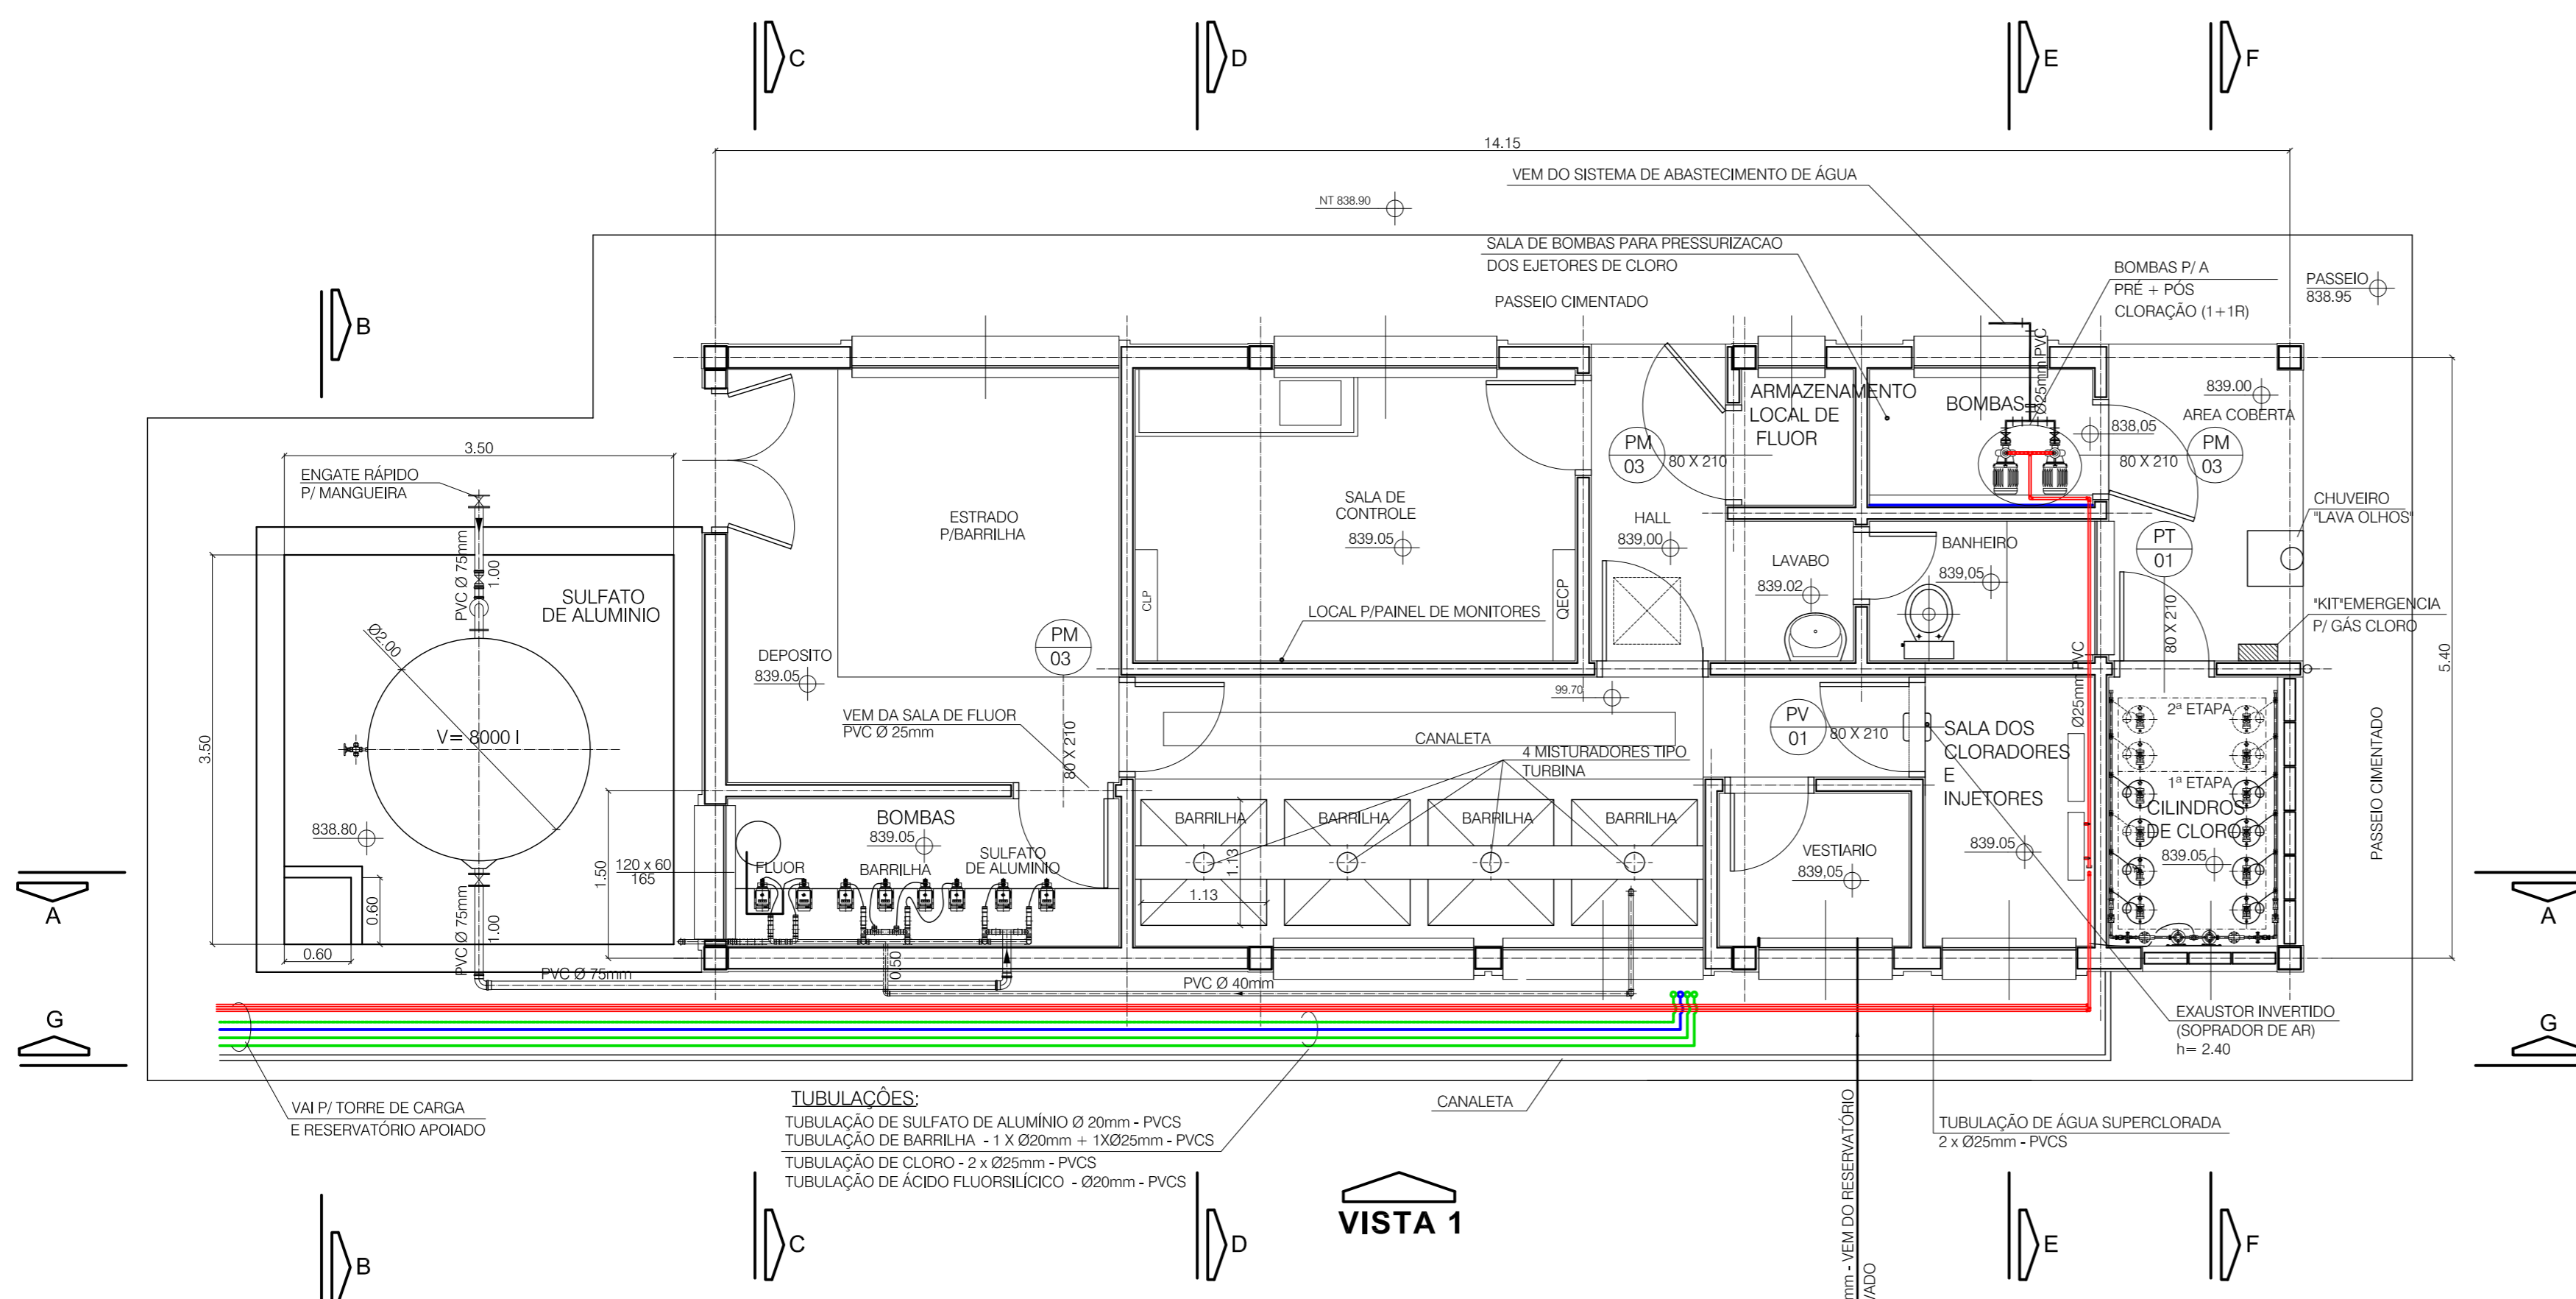 C
D
E
F
14.15
VEM DO SISTEMA DE ABASTECIMENTO DE ÁGUA
NT 838.90
SALA DE BOMBAS PARA PRESSURIZACAO
DOS EJETORES DE CLORO
PASSEIO CIMENTADO
BOMBAS P/ A
PRÉ + PÓS
CLORAÇÃO (1+1R)
PASSEIO
838.95
B
Ø25mm PVC
ARMAZENAMENTO
LOCAL DE
FLUOR
BOMBAS
838,05
839.00
AREA COBERTA
PM
03
80 X 210
80 X 210
PM
03
3.50
ENGATE RÁPIDO
P/ MANGUEIRA
PVC Ø 75mm
1.00
SULFATO
DE ALUMINIO
ESTRADO
P/BARRILHA
SALA DE
CONTROLE
839.05
HALL
839,00
LAVABO
839.02
BANHEIRO
839,05
PT
01
80 X 210
CHUVEIRO
"LAVA OLHOS"
"KIT"EMERGENCIA
P/ GÁS CLORO
5.40
CLP
QECP
LOCAL P/PAINEL DE MONITORES
Ø2.00
V= 8000 l
3.50
838.80
DEPOSITO
839.05
PM
03
80 X 210
VEM DA SALA DE FLUOR
PVC Ø 25mm
99.70
CANALETA
4 MISTURADORES TIPO
TURBINA
PV
01
80 X 210
SALA DOS
CLORADORES
E
INJETORES
839.05
Ø25mm PVC
2ª ETAPA
1ª ETAPA
CILINDROS
DE CLORO
839.05
PASSEIO CIMENTADO
BOMBAS
839.05
FLUOR
BARRILHA
SULFATO
DE ALUMINIO
120 x 60
165
1.50
BARRILHA
BARRILHA
BARRILHA
BARRILHA
1.13
1.13
VESTIARIO
839,05
A
A
0.60
0.60
PVC Ø 75mm
1.00
PVC Ø 75mm
0.50
PVC Ø 40mm
G
G
EXAUSTOR INVERTIDO
(SOPRADOR DE AR)
h= 2.40
VAI P/ TORRE DE CARGA
E RESERVATÓRIO APOIADO
TUBULAÇÔES:
TUBULAÇÃO DE SULFATO DE ALUMÍNIO Ø 20mm - PVCS
TUBULAÇÃO DE BARRILHA - 1 X Ø20mm + 1XØ25mm - PVCS
TUBULAÇÃO DE CLORO - 2 x Ø25mm - PVCS
TUBULAÇÃO DE ÁCIDO FLUORSILÍCICO - Ø20mm - PVCS
CANALETA
TUBULAÇÃO DE ÁGUA SUPERCLORADA
2 x Ø25mm - PVCS
mm - VEM DO RESERVATÓRIO
VISTA 1
B
C
D
E
F